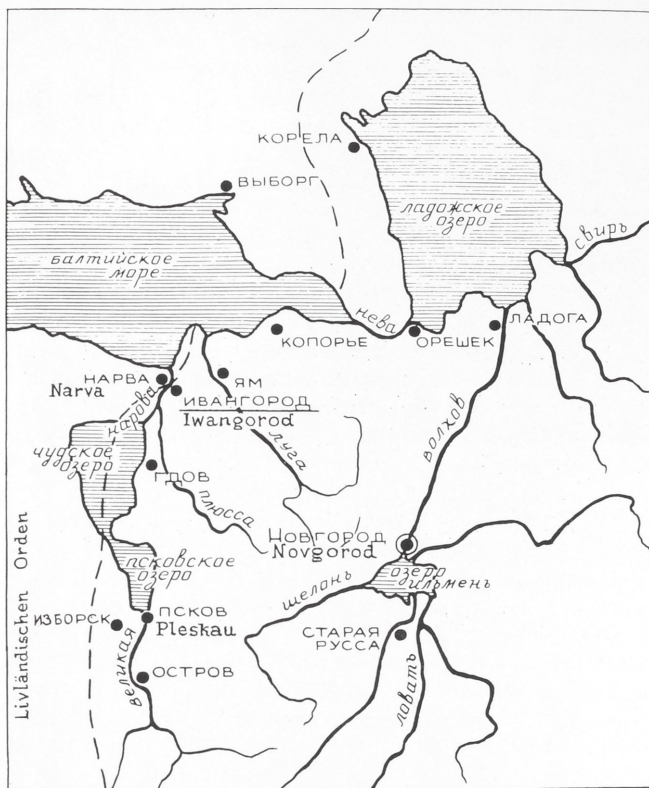 КОРЕЛА
ВЫБОРГ
ЛАДОЖСКОЕ
ОЗЕРО
СВИРЬ
БАЛТИЙСКОЕ
МОРЕ
НЕВА
КОПОРЬЕ
ОРЕШЕК
ЛАДОГА
НАРВА
Narva
ЯМ
ИВАНГОРОД
Iwangorod
НАРОВА
ЛУГА
ВОЛХОВ
ЧУДСКОЕ
ОЗЕРО
ГДОВ
ПЛЮССА
НОВГОРОД
Novgorod
ПСКОВСКОЕ
ОЗЕРО
ОЗЕРО
ИЛЬМЕНЬ
ШЕЛОНЬ
ИЗБОРСК
ПСКОВ
Pleskau
СТАРАЯ
РУССА
ВЕЛИКАЯ
ОСТРОВ
ЛОВАТЬ
Livländischen Orden